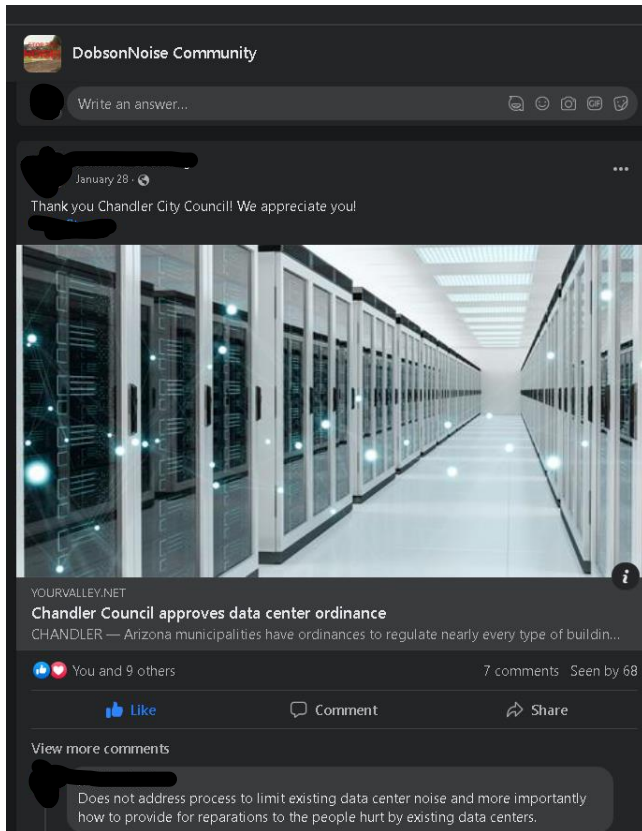 DobsonNoise Community
Write an answer...
GIF
January 28 ·
Thank you Chandler City Council! We appreciate you!
YOURVALLEY.NET
Chandler Council approves data center ordinance
CHANDLER — Arizona municipalities have ordinances to regulate nearly every type of buildin...
You and 9 others
7 comments Seen by 68
Like
Comment
Share
View more comments
Does not address process to limit existing data center noise and more importantly
how to provide for reparations to the people hurt by existing data centers.